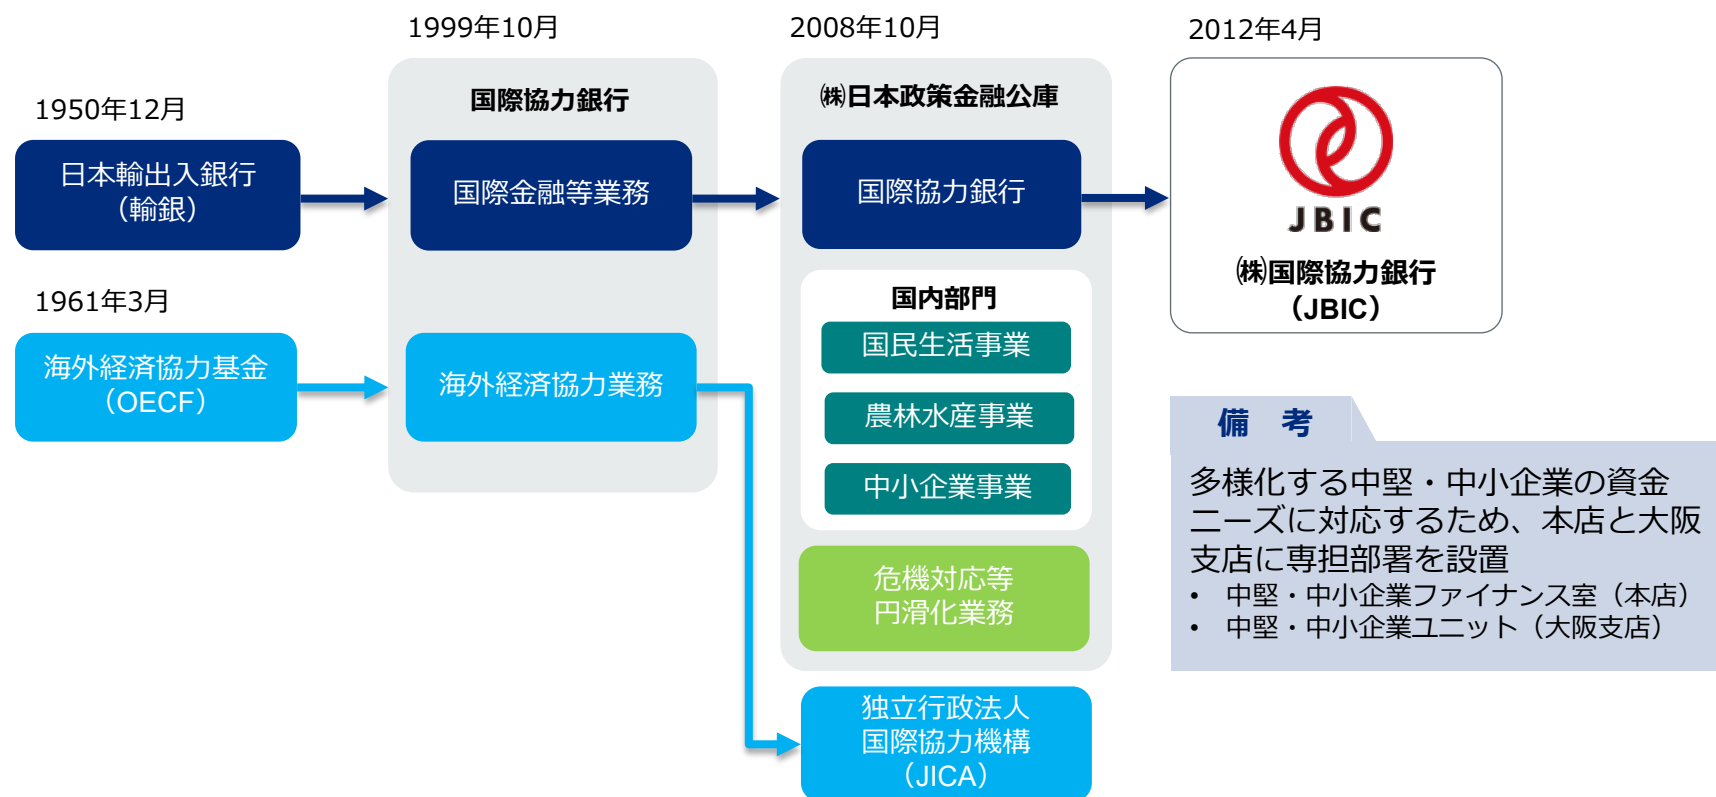 1950年12月
日本輸出入銀行
（輸銀）
1961年3月
海外経済協力基金
（OECF）
1999年10月
国際協力銀行
国際金融等業務
海外経済協力業務
2008年10月
㈱日本政策金融公庫
国際協力銀行
国内部門
国民生活事業
農林水産事業
中小企業事業
危機対応等
円滑化業務
独立行政法人
国際協力機構
（JICA）
2012年4月
JBIC
㈱国際協力銀行
（JBIC）
備 考
多様化する中堅・中小企業の資金
ニーズに対応するため、本店と大阪
支店に専担部署を設置
• 中堅・中小企業ファイナンス室（本店）
• 中堅・中小企業ユニット（大阪支店）